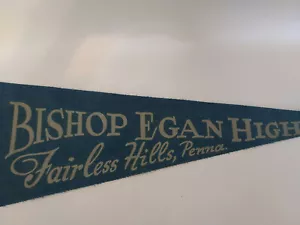 BISHOP EGAN HIGH
Fairless Hills, Penna.